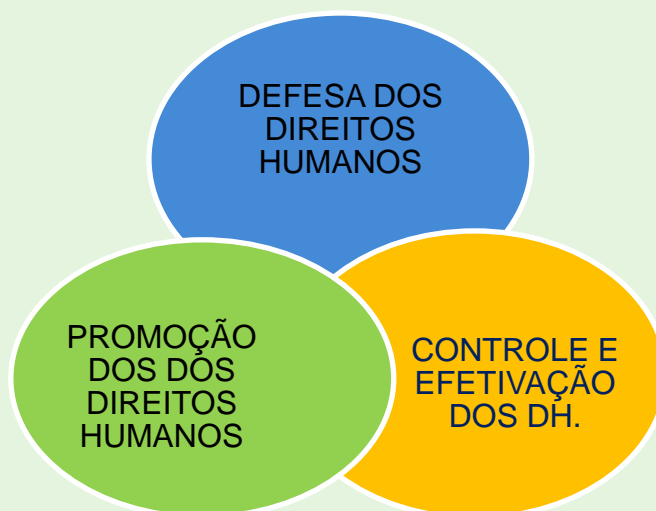 DEFESA DOS
DIREITOS
HUMANOS
PROMOÇÃO
DOS DOS
DIREITOS
HUMANOS
CONTROLE E
EFETIVAÇÃO
DOS DH.